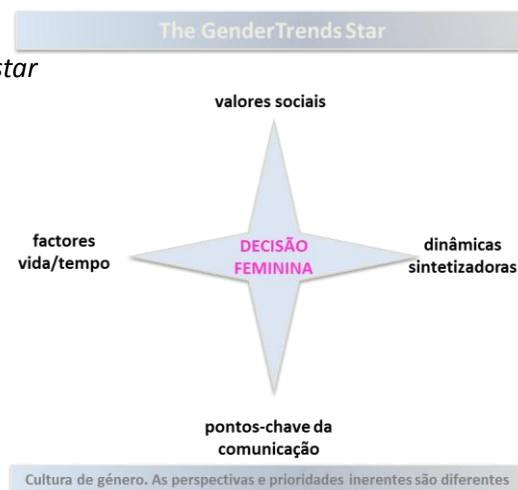 The GenderTrends Star
star
valores sociais
factores
vida/tempo
DECISÃO
FEMININA
dinâmicas
sintetizadoras
pontos-chave da
comunicação
Cultura de género. As perspectivas e prioridades inerentes são diferentes